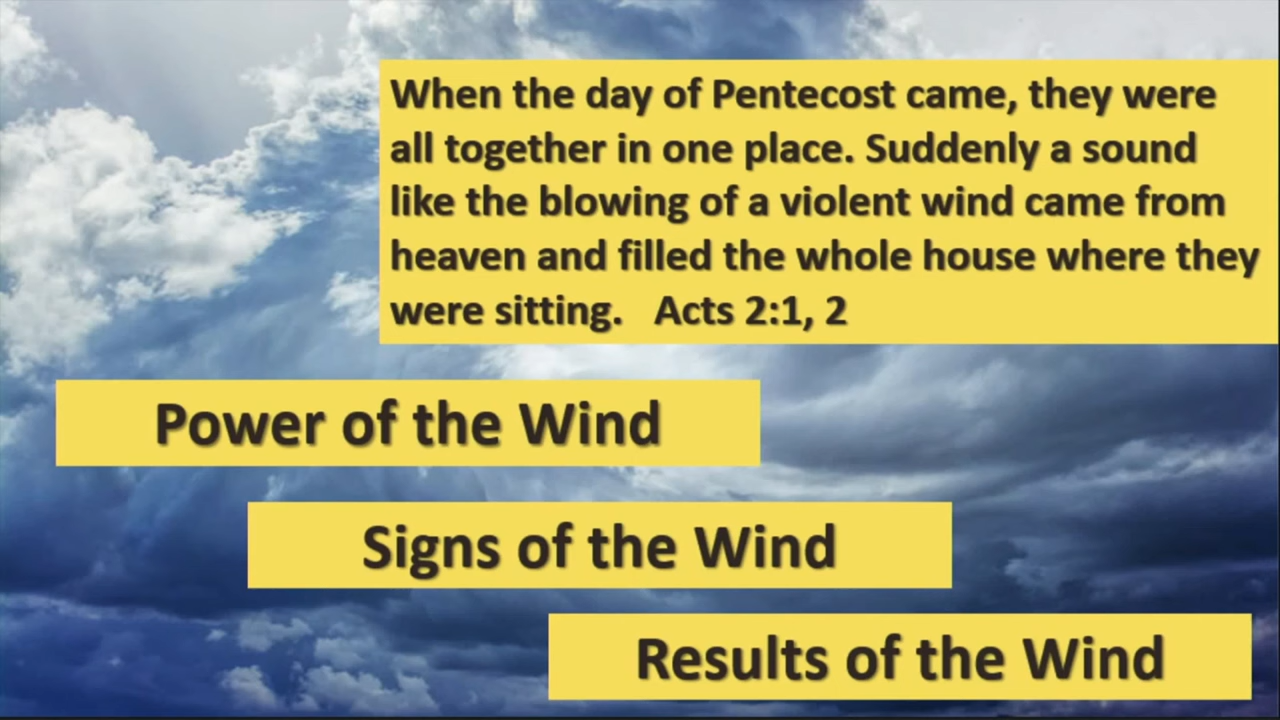 When the day of Pentecost came, they were
all together in one place. Suddenly a sound
like the blowing of a violent wind came from
heaven and filled the whole house where they
were sitting.   Acts 2:1, 2
Power of the Wind
Signs of the Wind
Results of the Wind